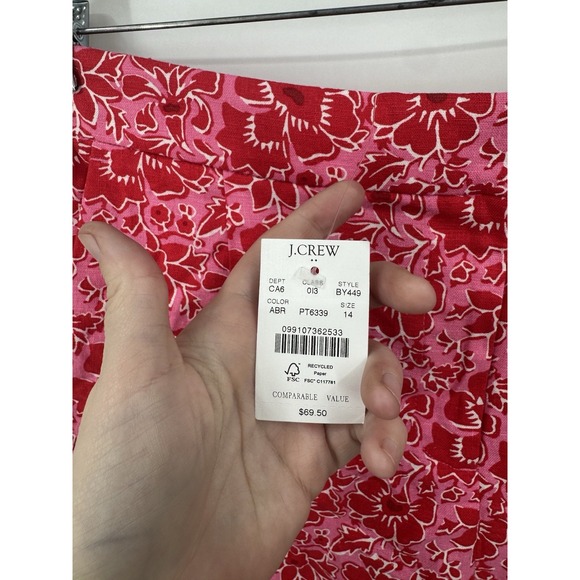 J.CREW
DEPT CLASS STYLE
CA6 013 BY449
COLOR SIZE
ABR PT6339 14
099107362533
RECYCLED
Paper
FSC FSC® C117781
COMPARABLE VALUE
$69.50